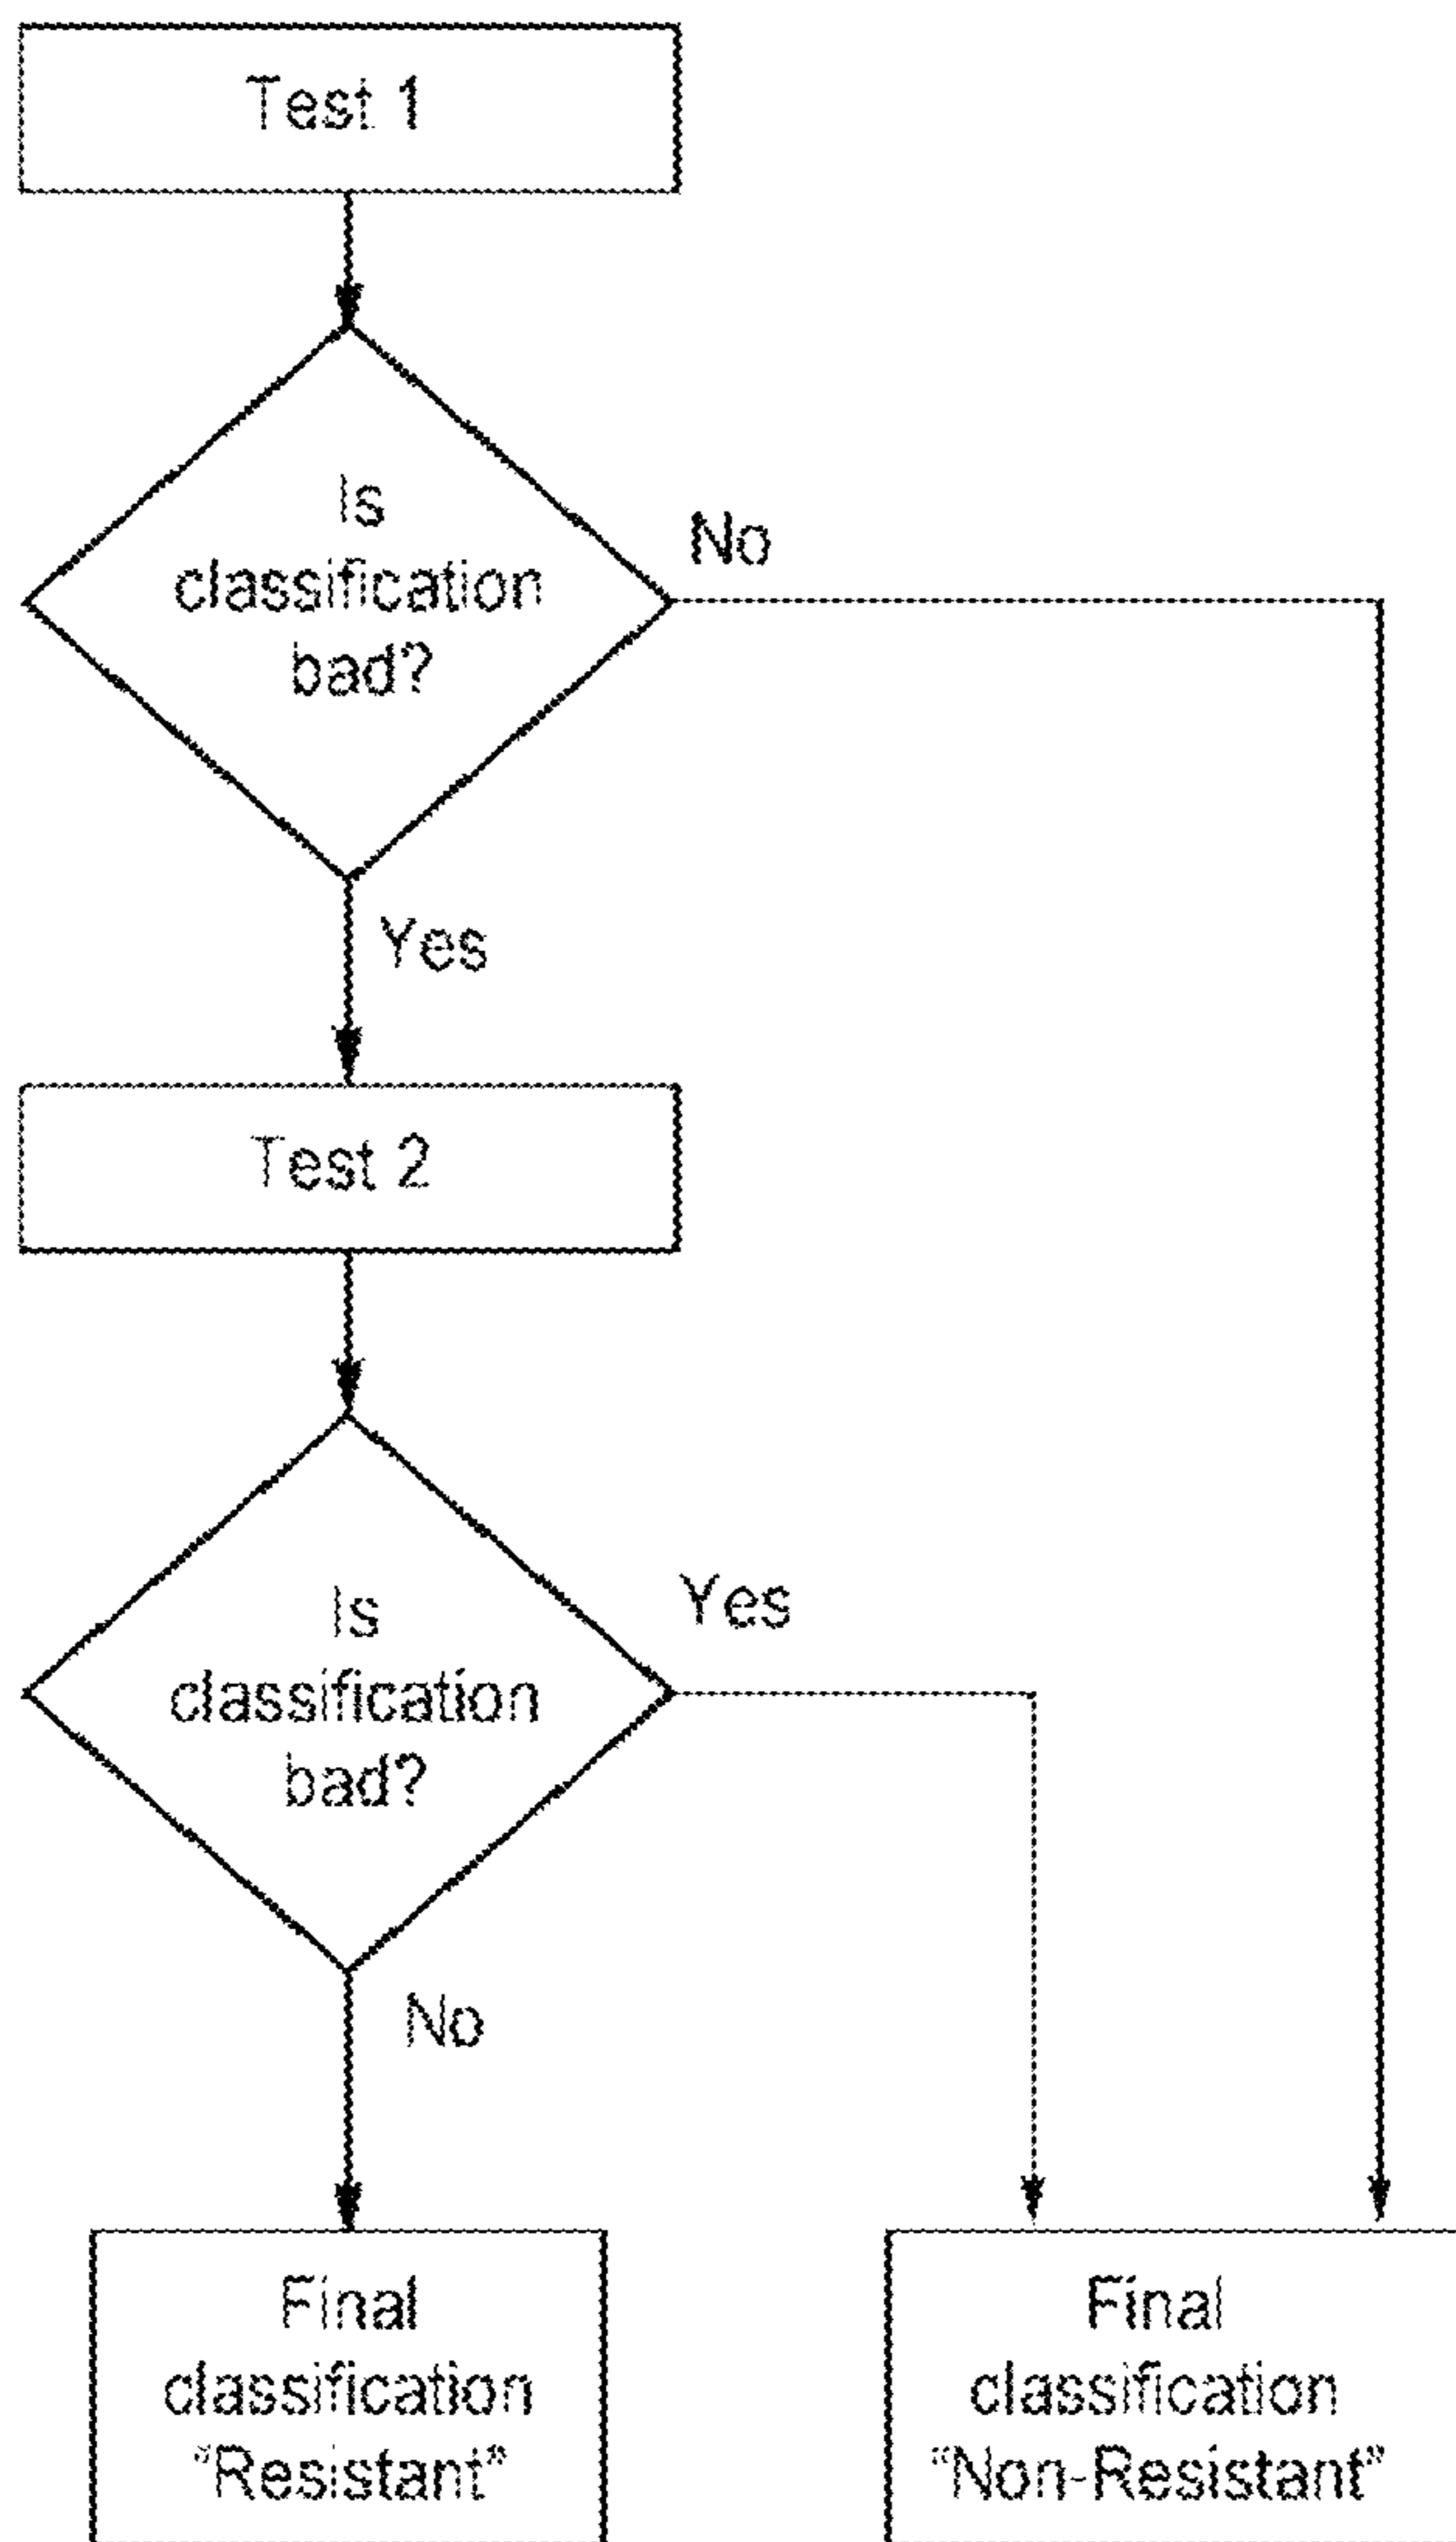 Test 1
Is
classification
bad?
No
Yes
Test 2
Is
classification
bad?
Yes
No
Final
classification
“Resistant”
Final
classification
“Non-Resistant”